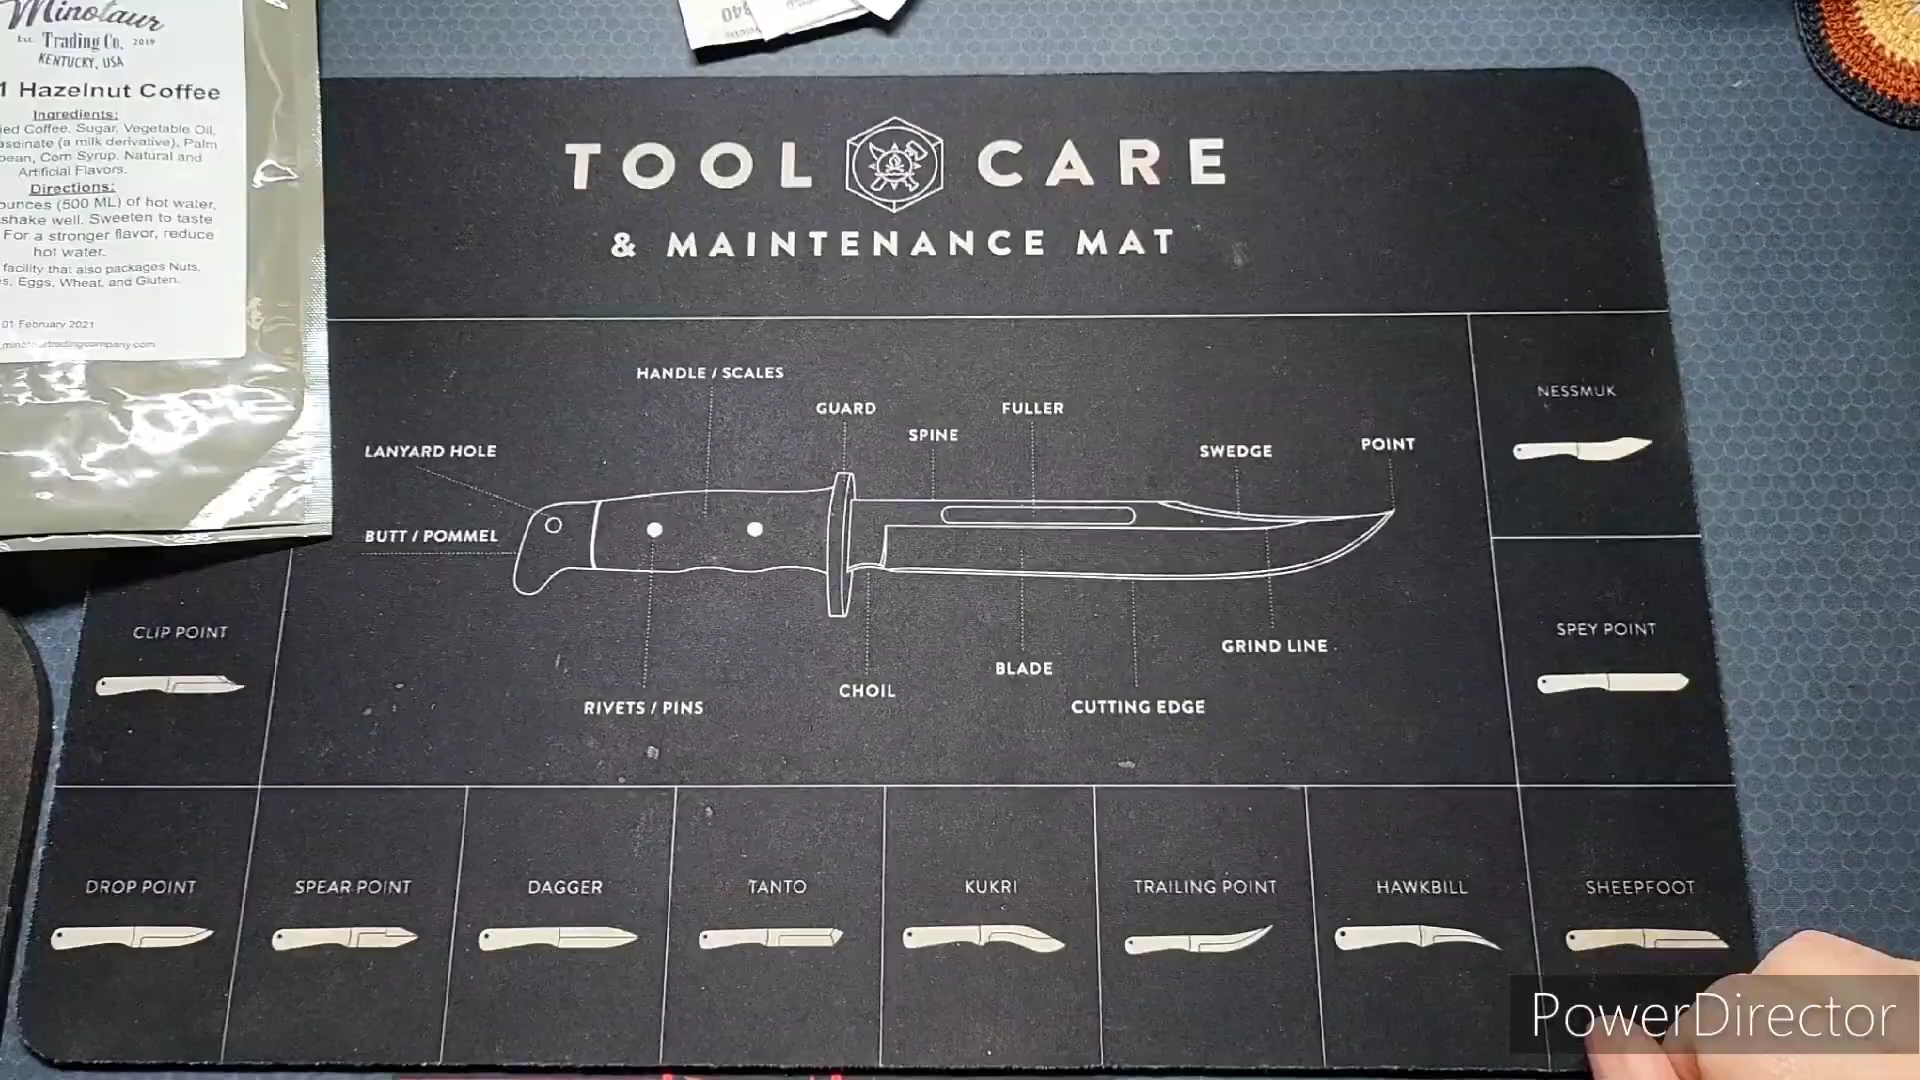 Minotaur
Est. Trading Co. 2019
KENTUCKY, USA
1 Hazelnut Coffee
Ingredients:
Coffee, Sugar, Vegetable Oil,
(a milk derivative), Palm
Corn Syrup, Natural and
Artificial Flavors.
Directions:
ounces (500 ML) of hot water,
shake well. Sweeten to taste
For a stronger flavor, reduce
hot water.
facility that also packages Nuts,
Eggs, Wheat, and Gluten.
01 February 2021
minotaurtradingcompany.com
TOOL CARE
& MAINTENANCE MAT
HANDLE / SCALES
GUARD
FULLER
SPINE
LANYARD HOLE
SWEDGE
POINT
BUTT / POMMEL
GRIND LINE
BLADE
CHOIL
RIVETS / PINS
CUTTING EDGE
NESSMUK
CLIP POINT
SPEY POINT
DROP POINT
SPEAR POINT
DAGGER
TANTO
KUKRI
TRAILING POINT
HAWKBILL
SHEEPFOOT
PowerDirector